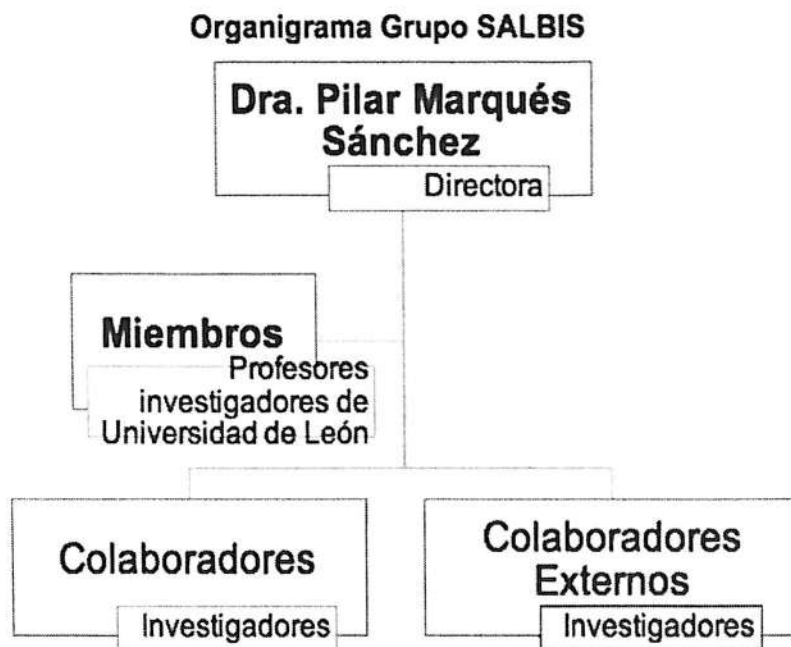 Organigrama Grupo SALBIS
Dra. Pilar Marqués
Sánchez
Directora
Miembros
Profesores
investigadores de
Universidad de León
Colaboradores
Investigadores
Colaboradores
Externos
Investigadores